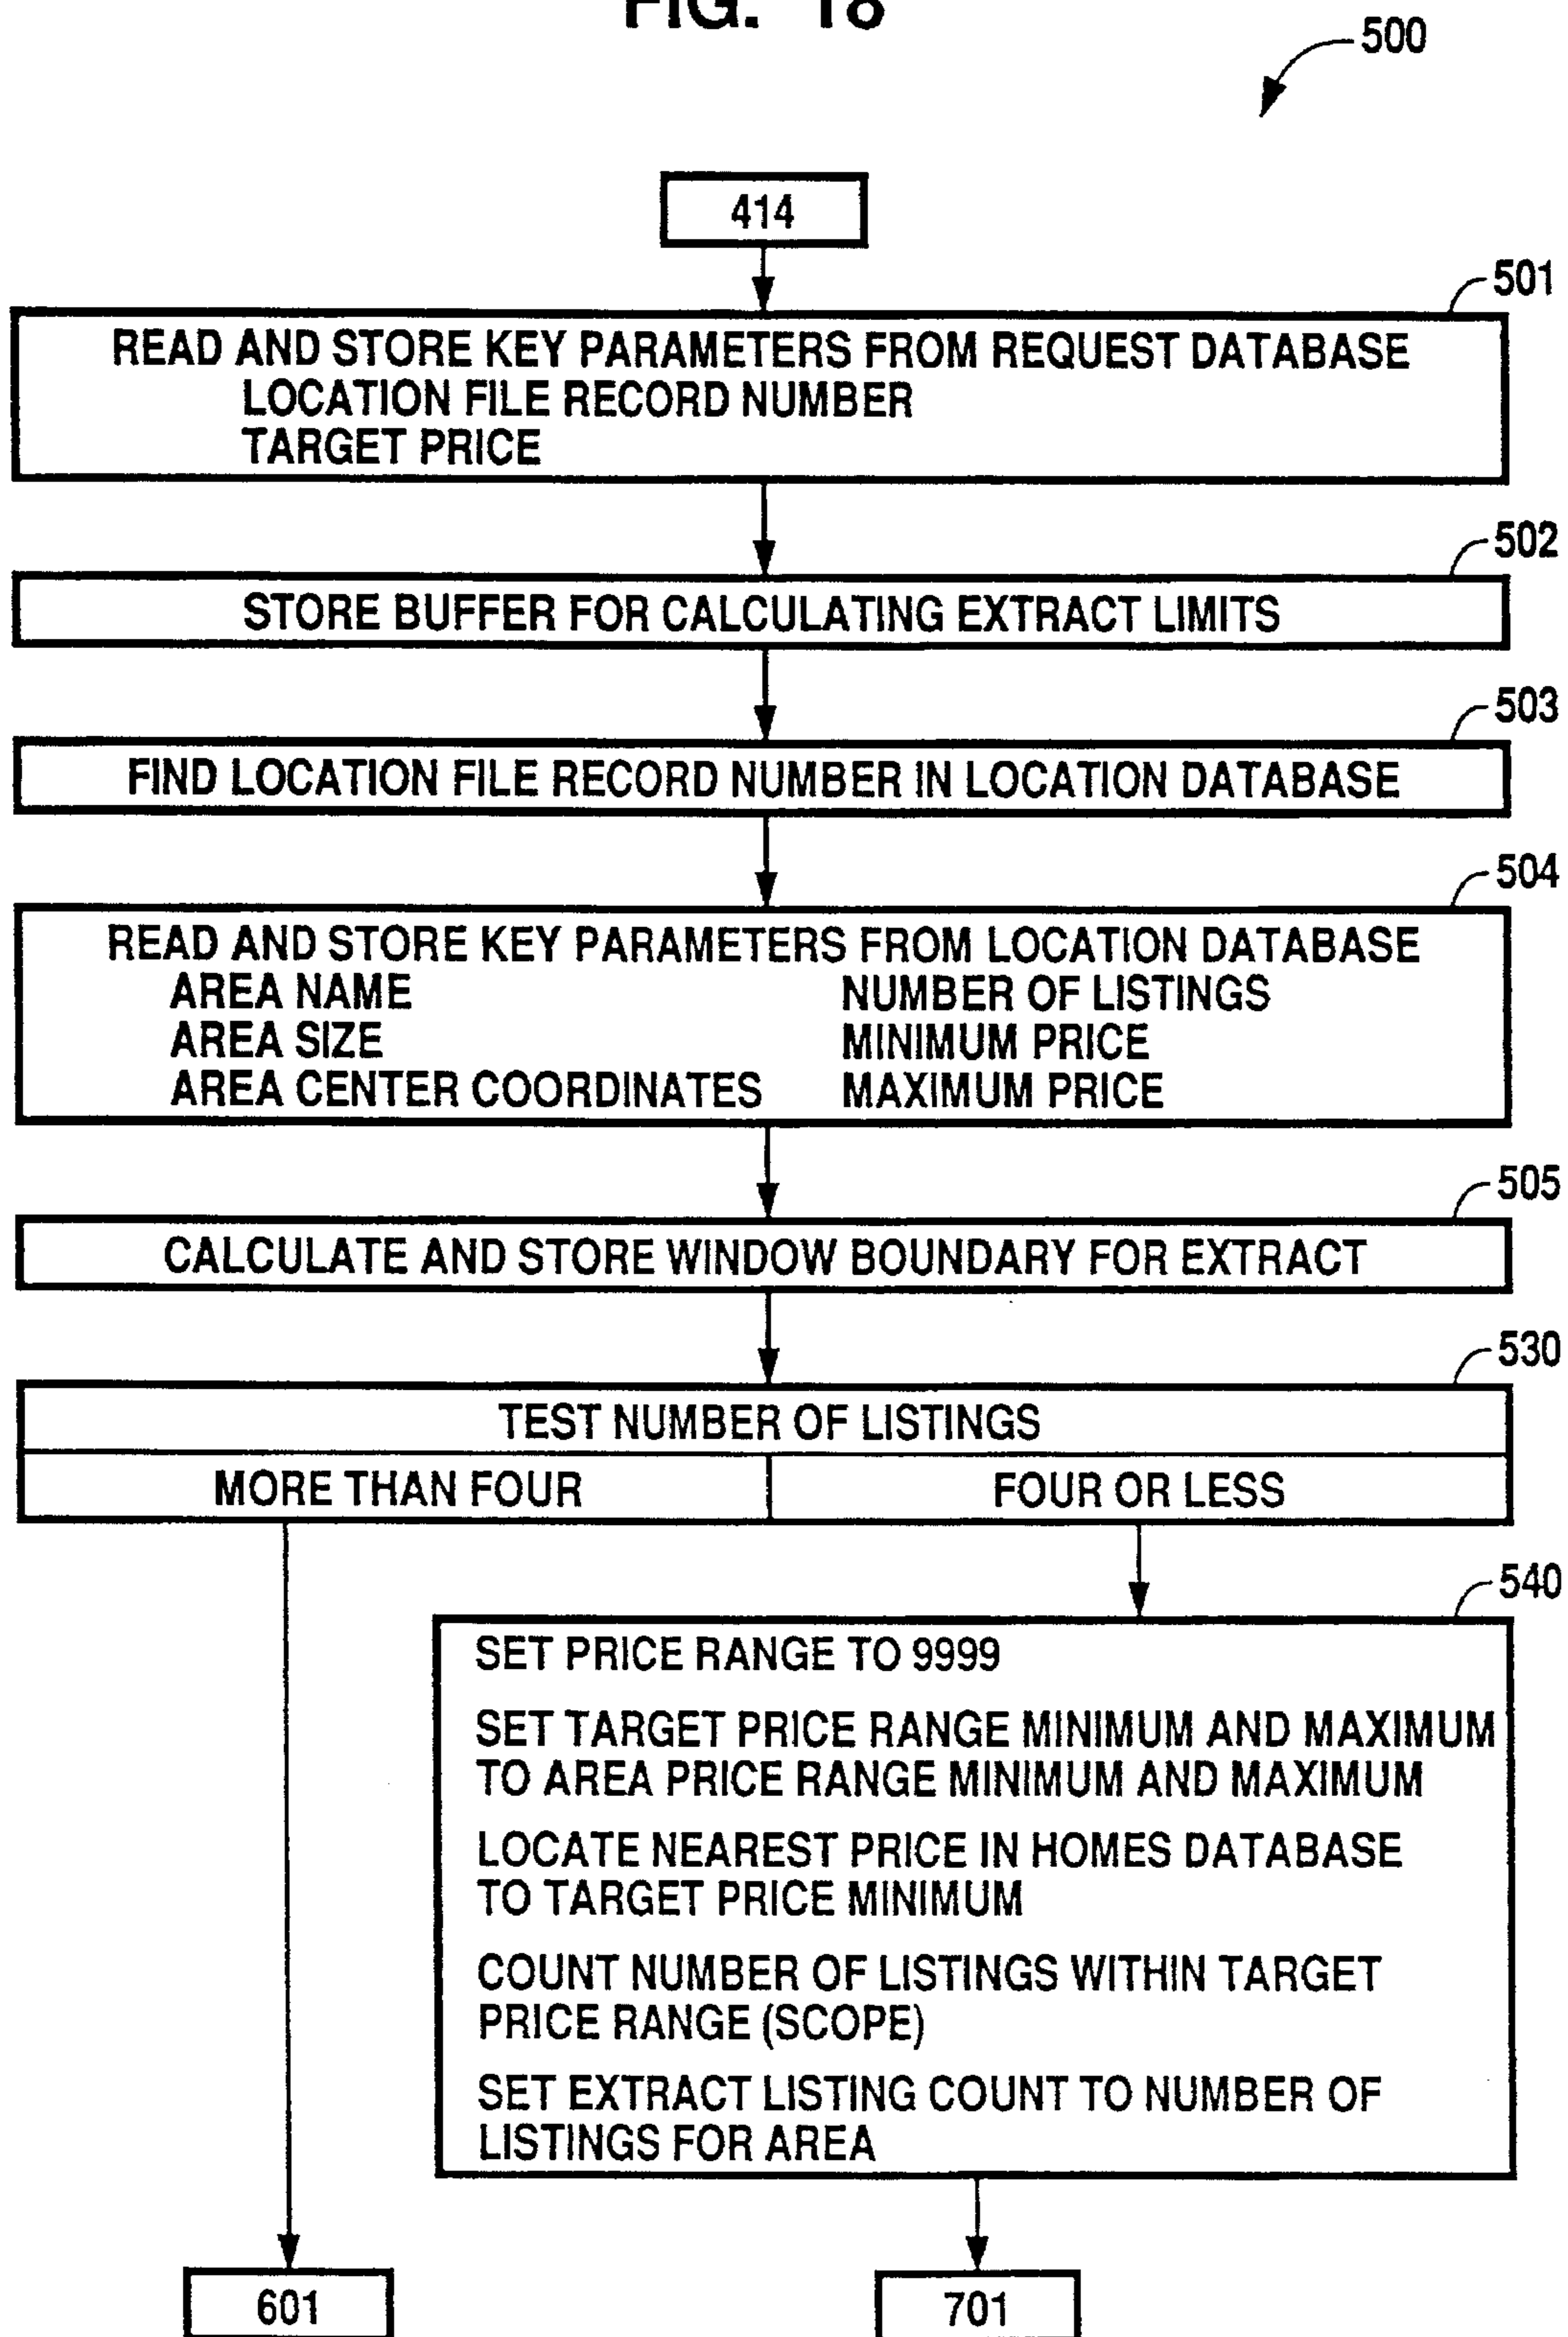 FIG. 18
500
414
501
READ AND STORE KEY PARAMETERS FROM REQUEST DATABASE
LOCATION FILE RECORD NUMBER
TARGET PRICE
502
STORE BUFFER FOR CALCULATING EXTRACT LIMITS
503
FIND LOCATION FILE RECORD NUMBER IN LOCATION DATABASE
504
READ AND STORE KEY PARAMETERS FROM LOCATION DATABASE
AREA NAME NUMBER OF LISTINGS
AREA SIZE MINIMUM PRICE
AREA CENTER COORDINATES MAXIMUM PRICE
505
CALCULATE AND STORE WINDOW BOUNDARY FOR EXTRACT
530
TEST NUMBER OF LISTINGS
MORE THAN FOUR FOUR OR LESS
540
SET PRICE RANGE TO 9999
SET TARGET PRICE RANGE MINIMUM AND MAXIMUM
TO AREA PRICE RANGE MINIMUM AND MAXIMUM
LOCATE NEAREST PRICE IN HOMES DATABASE
TO TARGET PRICE MINIMUM
COUNT NUMBER OF LISTINGS WITHIN TARGET
PRICE RANGE (SCOPE)
SET EXTRACT LISTING COUNT TO NUMBER OF
LISTINGS FOR AREA
601 701